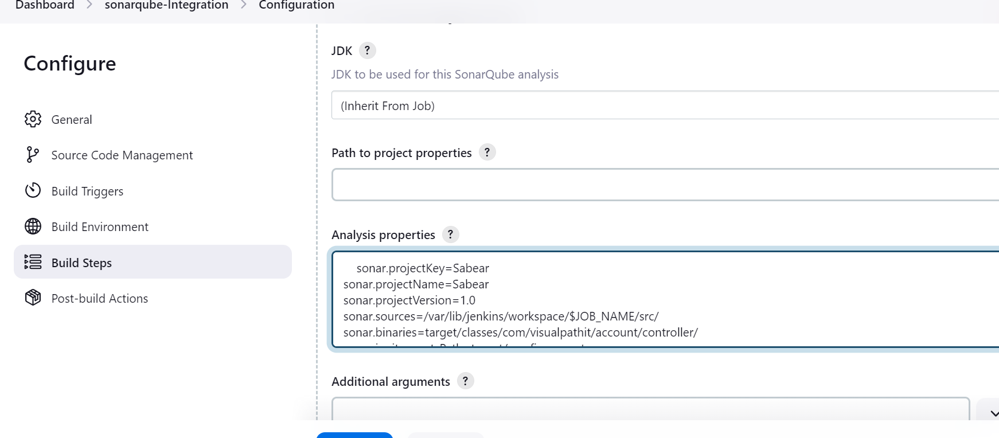 Dashboard > sonarqube-Integration > Configuration
Configure
General
Source Code Management
Build Triggers
Build Environment
Build Steps
Post-build Actions
JDK ?
JDK to be used for this SonarQube analysis
(Inherit From Job)
Path to project properties ?
Analysis properties ?
sonar.projectKey=Sabear
sonar.projectName=Sabear
sonar.projectVersion=1.0
sonar.sources=/var/lib/jenkins/workspace/$JOB_NAME/src/
sonar.binaries=target/classes/com/visualpathit/account/controller/
Additional arguments ?